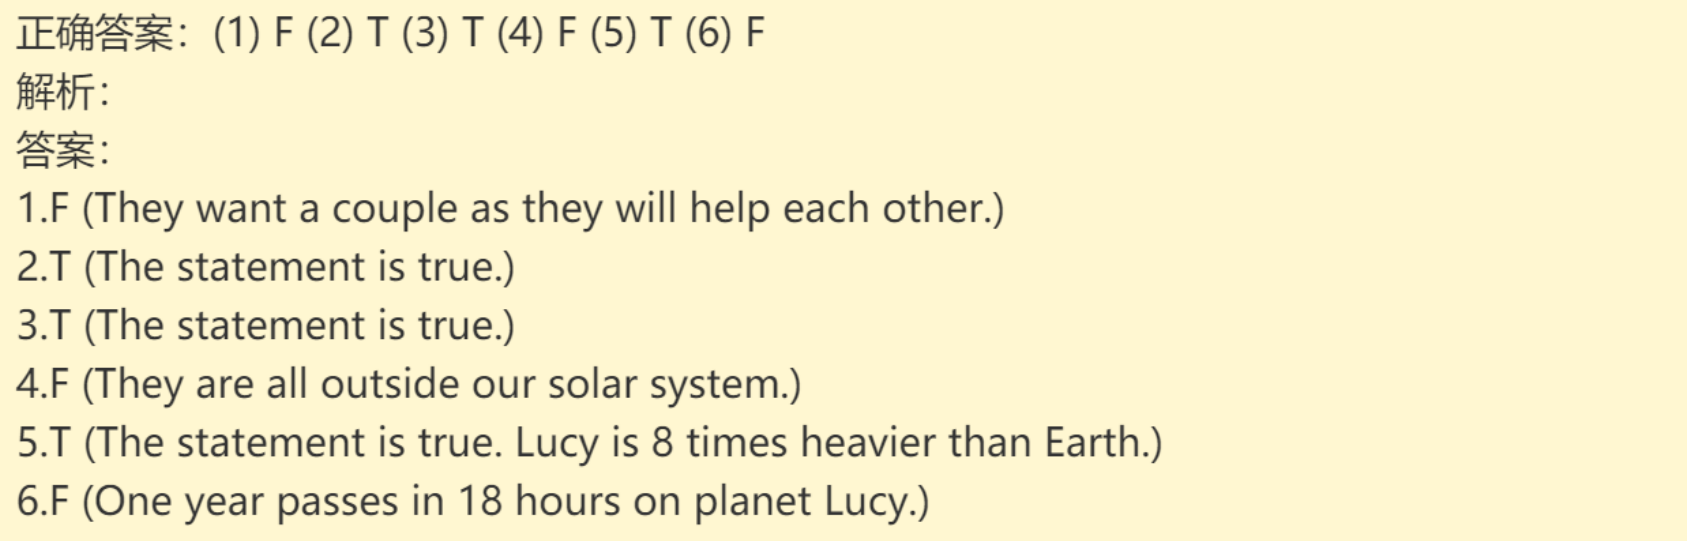 正确答案：(1) F (2) T (3) T (4) F (5) T (6) F
解析：
答案：
1.F (They want a couple as they will help each other.)
2.T (The statement is true.)
3.T (The statement is true.)
4.F (They are all outside our solar system.)
5.T (The statement is true. Lucy is 8 times heavier than Earth.)
6.F (One year passes in 18 hours on planet Lucy.)